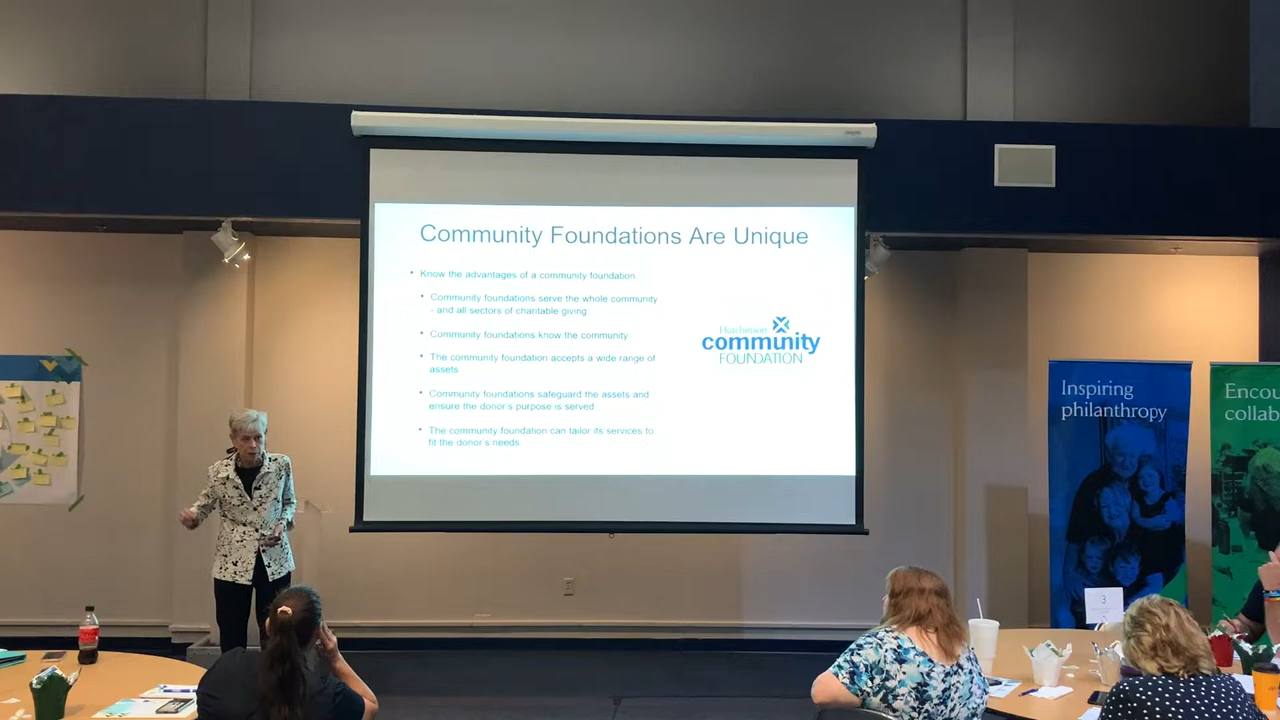 Community Foundations Are Unique
• Know the advantages of a community foundation.
• Community foundations serve the whole community
- and all sectors of charitable giving
• Community foundations know the community
• The community foundation accepts a wide range of
assets
• Community foundations safeguard the assets and
ensure the donor's purpose is served
• The community foundation can tailor its services to
fit the donor's needs
Hutchinson
community
FOUNDATION
Inspiring
philanthropy
Encou
collab
3